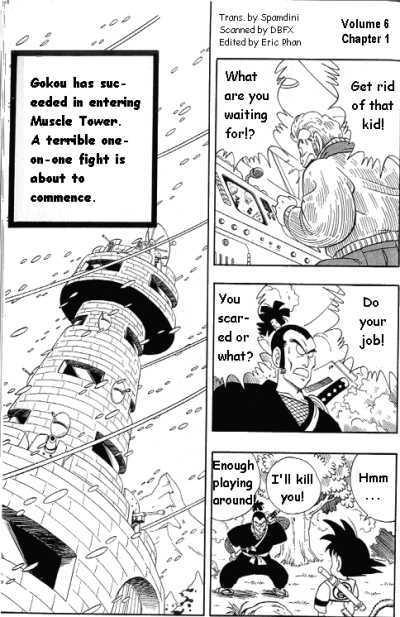 Trans. by Spamdini
Scanned by DBFX
Edited by Eric Phan
Volume 6
Chapter 1
Gokou has suc-
eeded in entering
Muscle Tower.
A terrible one-
on-one fight is
about to
commence.
What
are you
waiting
for!?
Get rid
of that
kid!
You
scar-
ed or
what?
Do
your
job!
Enough
playing
around!
I'll kill
you!
Hmm
...